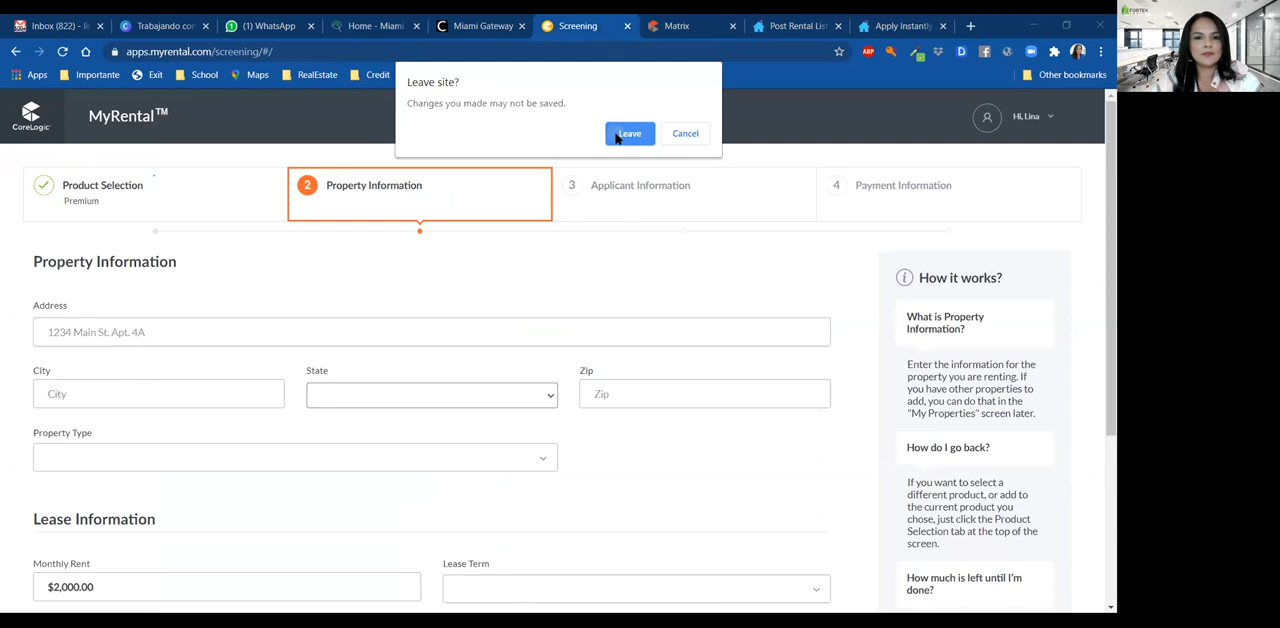 Inbox (822) - li
Trabajando con
(1) WhatsApp
Home - Miami
Miami Gateway
Screening
Matrix
Post Rental List
Apply Instantly
apps.myrental.com/screening/#/
ABP
Apps
Importante
Exit
School
Maps
RealEstate
Credit
Other bookmarks
Leave site?
Changes you made may not be saved.
Leave
Cancel
CoreLogic
MyRental™
Hi, Lina
Product Selection
Premium
2
Property Information
3
Applicant Information
4
Payment Information
Property Information
Address
1234 Main St. Apt. 4A
City
State
Zip
City
Zip
Property Type
Lease Information
Monthly Rent
Lease Term
$2,000.00
How it works?
What is Property
Information?
Enter the information for the
property you are renting. If
you have other properties to
add, you can do that in the
"My Properties" screen later.
How do I go back?
If you want to select a
different product, or add to
the current product you
chose, just click the Product
Selection tab at the top of the
screen.
How much is left until I'm
done?
FORTEX